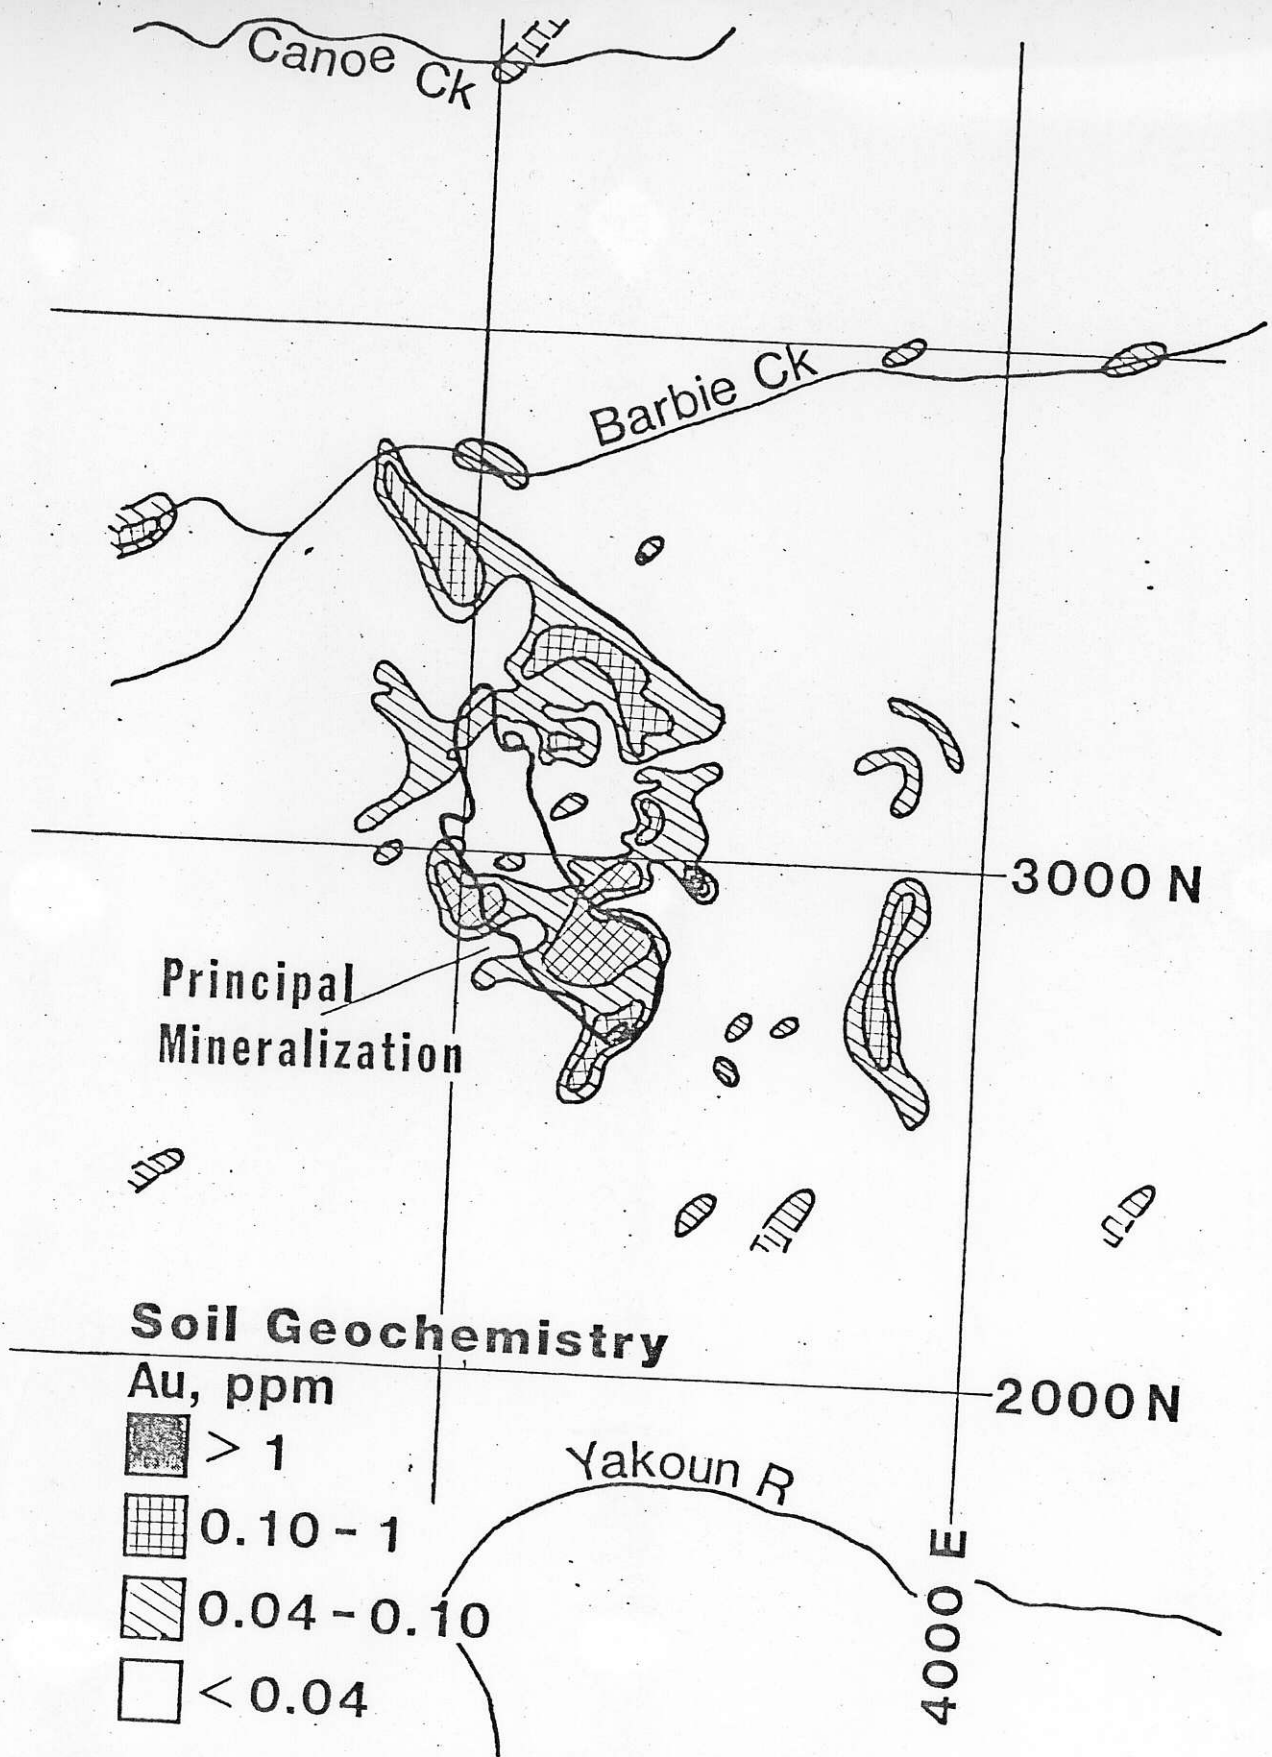 Canoe Ck
Barbie Ck
3000 N
Principal
Mineralization
Soil Geochemistry
Au, ppm
> 1
0.10 - 1
0.04 - 0.10
< 0.04
2000 N
Yakoun R
4000 E